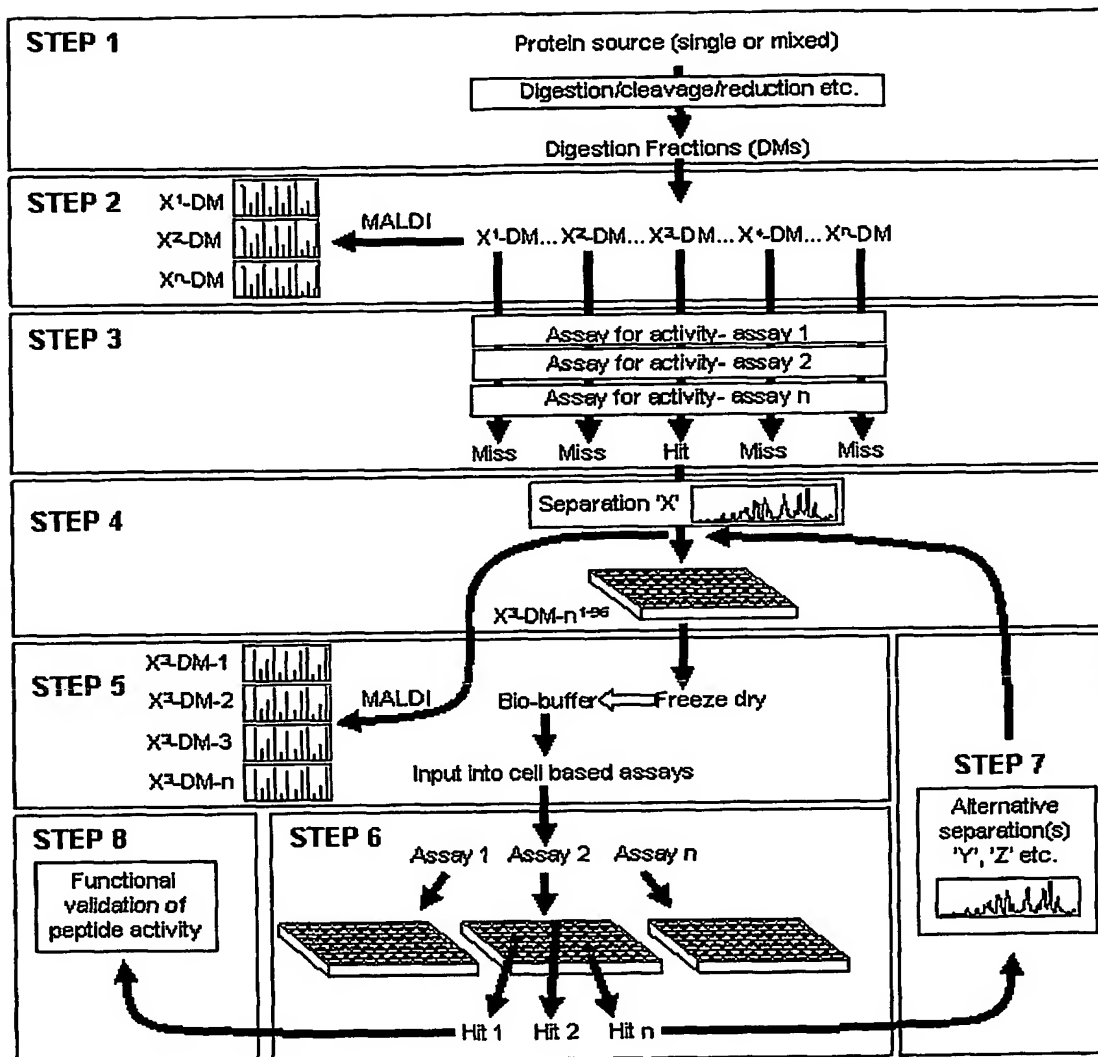 STEP 1
Protein source (single or mixed)
Digestion/cleavage/reduction etc.
Digestion Fractions (DMs)
STEP 2
X¹-DM
X²-DM
Xⁿ-DM
MALDI
X¹-DM... X²-DM... X³-DM... X⁴-DM... Xⁿ-DM
STEP 3
Assay for activity- assay 1
Assay for activity- assay 2
Assay for activity- assay n
Miss Miss Hit Miss Miss
STEP 4
Separation 'X'
X³-DM-n¹⁻⁹⁶
STEP 5
X³-DM-1
X³-DM-2
X³-DM-3
X³-DM-n
MALDI
Bio-buffer
Freeze dry
Input into cell based assays
STEP 7
Alternative
separation(s)
'Y', 'Z' etc.
STEP 8
Functional
validation of
peptide activity
STEP 6
Assay 1 Assay 2 Assay n
Hit 1 Hit 2 Hit n